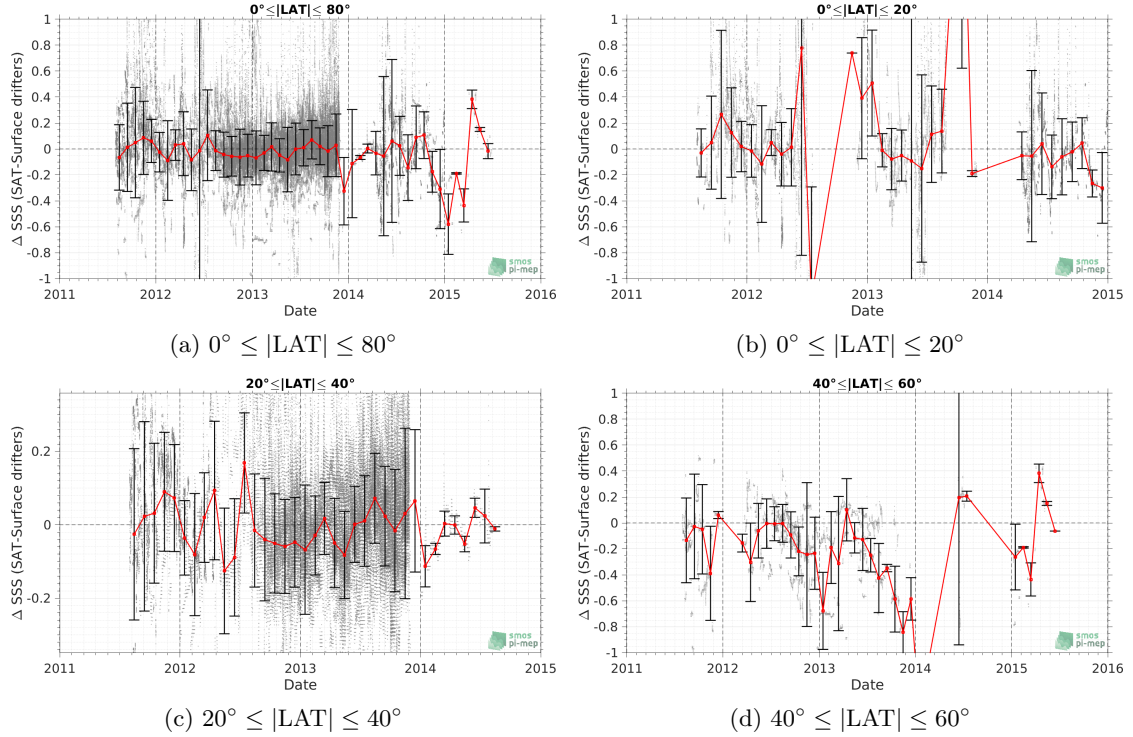 0°≤|LAT|≤ 80°
Δ SSS (SAT-Surface drifters)
1
0.8
0.6
0.4
0.2
0
-0.2
-0.4
-0.6
-0.8
-1
2011
2012
2013
2014
2015
2016
Date
smos
pi-mep
(a) 0° ≤ |LAT| ≤ 80°
0°≤|LAT|≤ 20°
Δ SSS (SAT-Surface drifters)
1
0.8
0.6
0.4
0.2
0
-0.2
-0.4
-0.6
-0.8
-1
2011
2012
2013
2014
2015
Date
smos
pi-mep
(b) 0° ≤ |LAT| ≤ 20°
20°≤|LAT|≤ 40°
Δ SSS (SAT-Surface drifters)
0.2
0
-0.2
2011
2012
2013
2014
2015
Date
smos
pi-mep
(c) 20° ≤ |LAT| ≤ 40°
40°≤|LAT|≤ 60°
Δ SSS (SAT-Surface drifters)
1
0.8
0.6
0.4
0.2
0
-0.2
-0.4
-0.6
-0.8
-1
2011
2012
2013
2014
2015
2016
Date
smos
pi-mep
(d) 40° ≤ |LAT| ≤ 60°